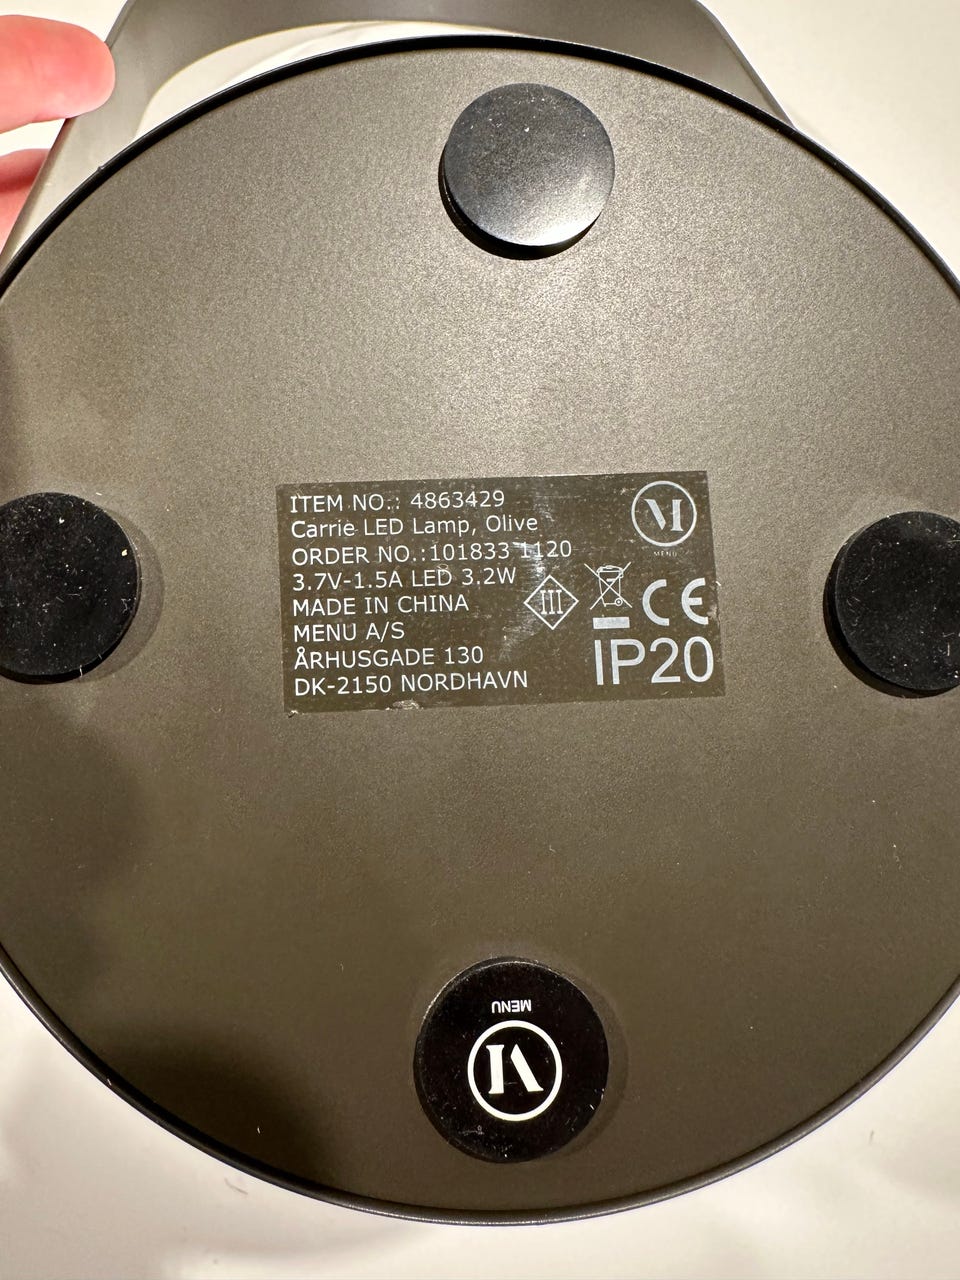 ITEM NO.: 4863429
Carrie LED Lamp, Olive
ORDER NO.:101833 1120
3.7V-1.5A LED 3.2W
MADE IN CHINA
MENU A/S
ÅRHUSGADE 130
DK-2150 NORDHAVN
M
MENU
III
CE
IP20
MENU
M